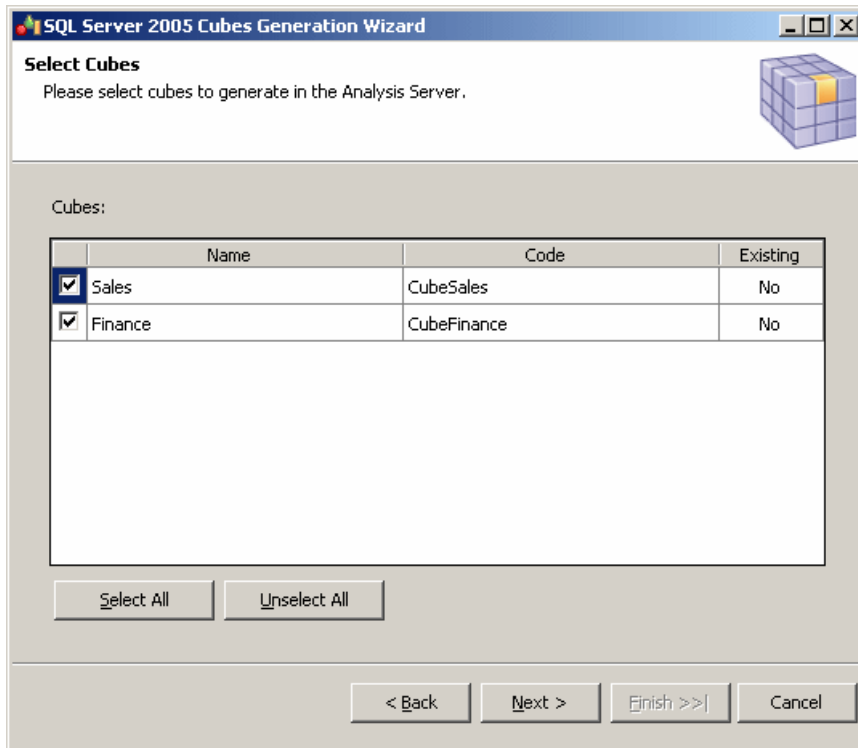 SQL Server 2005 Cubes Generation Wizard
Select Cubes
Please select cubes to generate in the Analysis Server.
Cubes:
Name Code Existing
Sales CubeSales No
Finance CubeFinance No
Select All Unselect All
< Back Next > Finish >>| Cancel